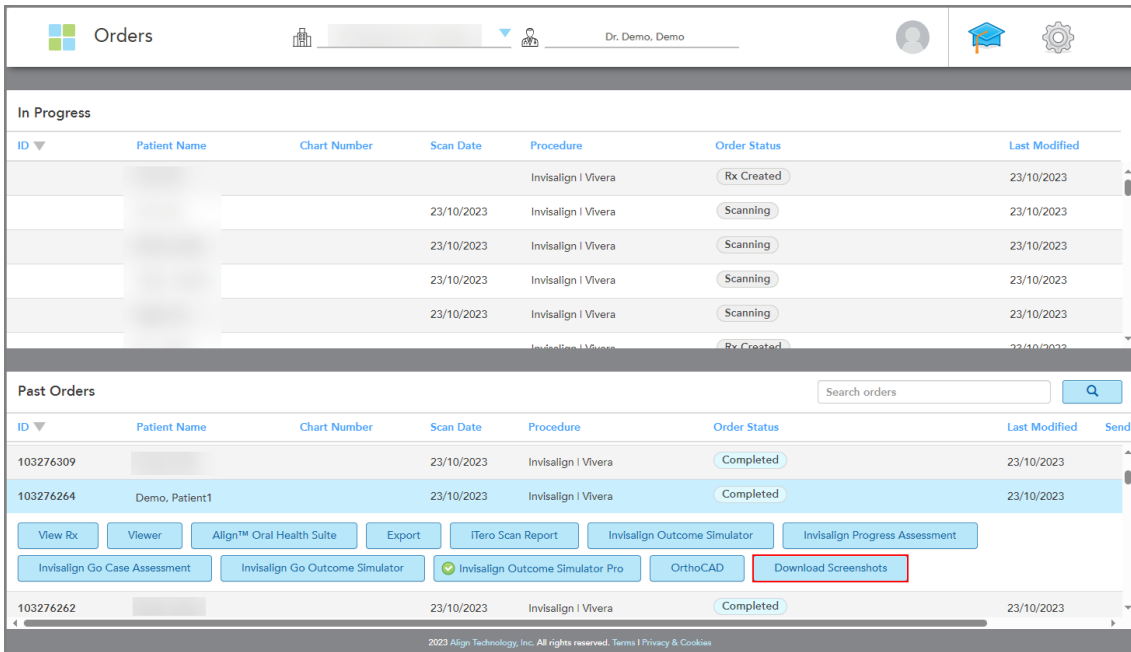 Orders Dr. Demo, Demo
In Progress
ID Patient Name Chart Number Scan Date Procedure Order Status Last Modified
Invisalign | Vivera Rx Created 23/10/2023
23/10/2023 Invisalign | Vivera Scanning 23/10/2023
23/10/2023 Invisalign | Vivera Scanning 23/10/2023
23/10/2023 Invisalign | Vivera Scanning 23/10/2023
23/10/2023 Invisalign | Vivera Scanning 23/10/2023
Invisalign | Vivera Rx Created 23/10/2023
Past Orders Search orders
ID Patient Name Chart Number Scan Date Procedure Order Status Last Modified Send
103276309 23/10/2023 Invisalign | Vivera Completed 23/10/2023
103276264 Demo, Patient1 23/10/2023 Invisalign | Vivera Completed 23/10/2023
View Rx Viewer Align™ Oral Health Suite Export iTero Scan Report Invisalign Outcome Simulator Invisalign Progress Assessment
Invisalign Go Case Assessment Invisalign Go Outcome Simulator Invisalign Outcome Simulator Pro OrthoCAD Download Screenshots
103276262 23/10/2023 Invisalign | Vivera Completed 23/10/2023
2023 Align Technology, Inc. All rights reserved. Terms | Privacy & Cookies